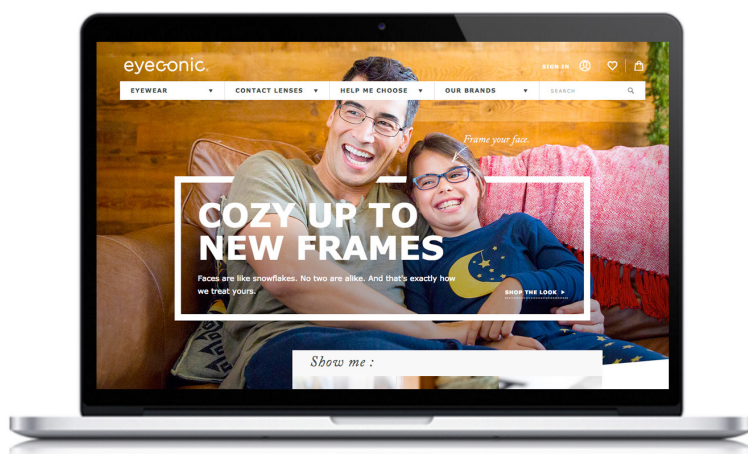 eyeconic.
SIGN IN
EYEWEAR
CONTACT LENSES
HELP ME CHOOSE
OUR BRANDS
SEARCH
Frame your face.
COZY UP TO
NEW FRAMES
Faces are like snowflakes. No two are alike. And that's exactly how
we treat yours.
SHOP THE LOOK
Show me :